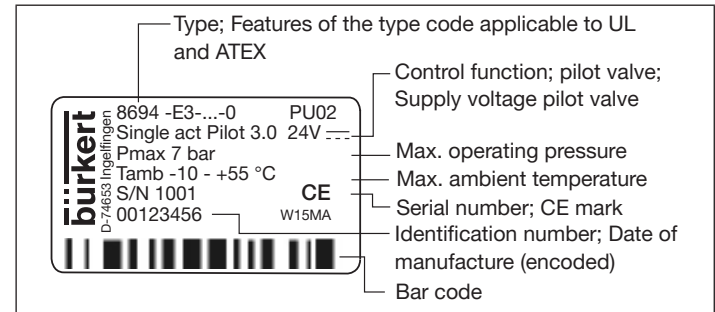 Type; Features of the type code applicable to UL
and ATEX
Control function; pilot valve;
Supply voltage pilot valve
Max. operating pressure
Max. ambient temperature
Serial number; CE mark
Identification number; Date of
manufacture (encoded)
Bar code
bürkert
D-74653 Ingelfingen
8694 -E3-...-0 PU02
Single act Pilot 3.0 24V
Pmax 7 bar
Tamb -10 - +55 °C
S/N 1001 CE
00123456 W15MA